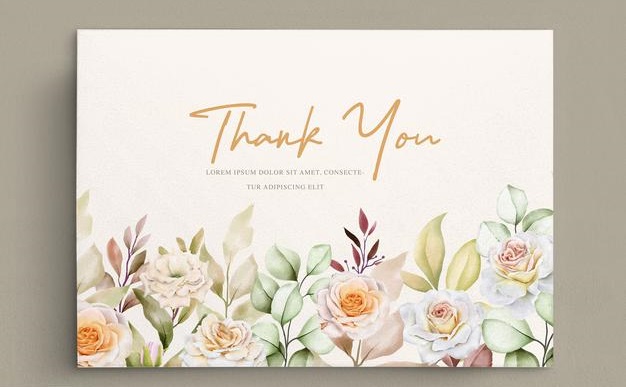 Thank You
LOREM IPSUM DOLOR SIT AMET, CONSECTE-
TUR ADIPISCING ELIT